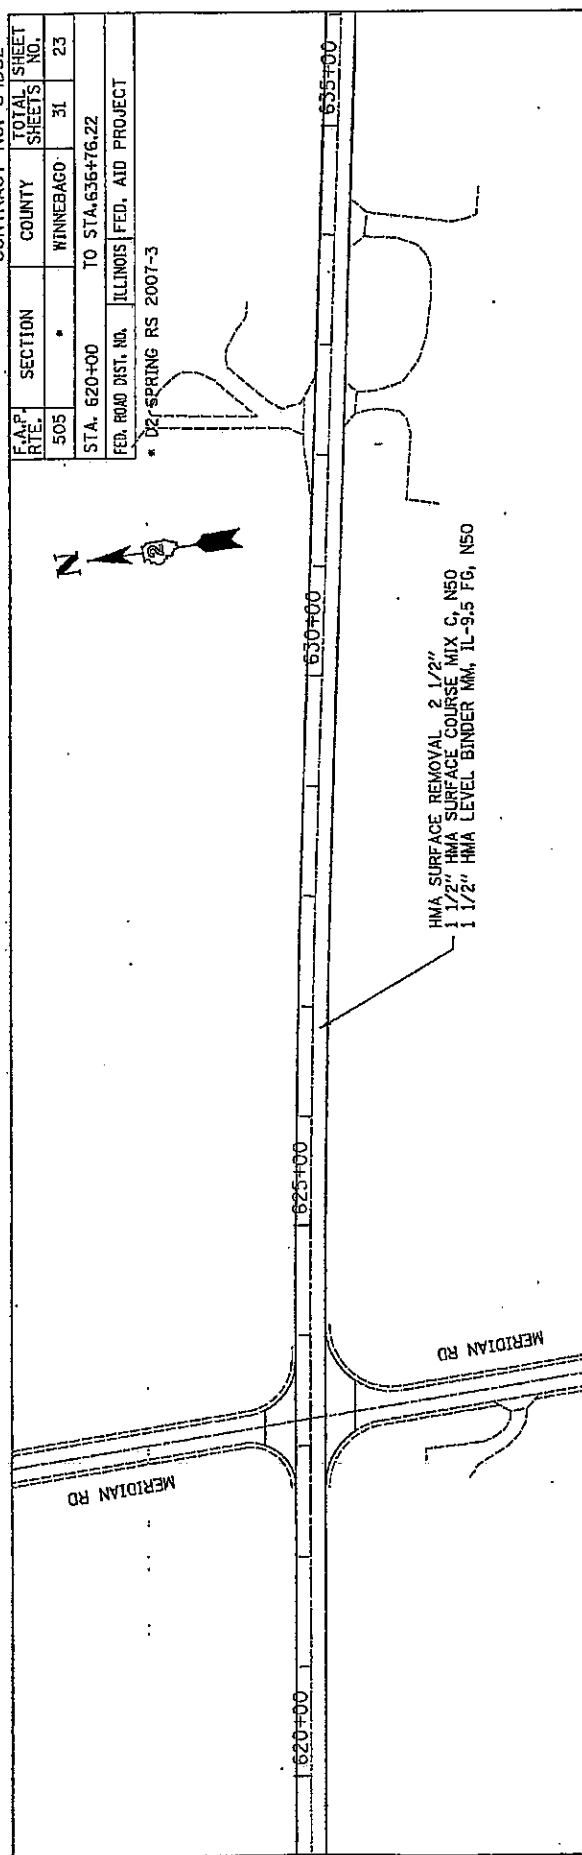 F.A.P. RTE. SECTION COUNTY TOTAL SHEETS SHEET NO.
505 * WINNEBAGO 31 23
STA. 620+00 TO STA. 636+76.22
FED. ROAD DIST. NO. ILLINOIS FED. AID PROJECT
* D2 SPRING RS 2007-3
N
2
MERIDIAN RD
620+00
625+00
630+00
635+00
HMA SURFACE REMOVAL 2 1/2"
1 1/2" HMA SURFACE COURSE MIX C, N50
1 1/2" HMA LEVEL BINDER MM, IL-9.5 FG, N50
MERIDIAN RD